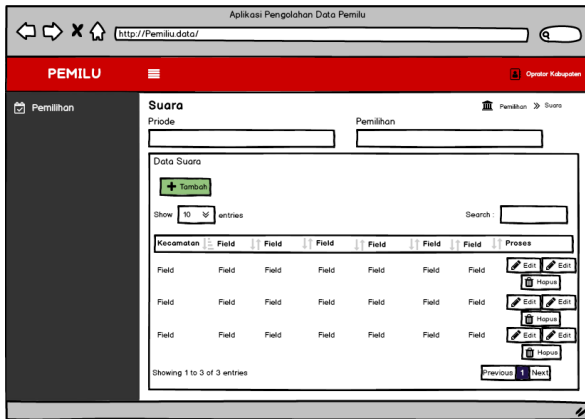 Aplikasi Pengolahan Data Pemilu
http://Pemiliu.data/
PEMILU
Oprator Kabupaten
Pemilihan
Suara
Pemilihan >> Suara
Priode Pemilihan
Data Suara
+ Tambah
Show 10 entries Search :
Kecamatan Field Field Field Field Field Field Proses
Field Field Field Field Field Field Field Edit Edit
Hapus
Field Field Field Field Field Field Field Edit Edit
Hapus
Field Field Field Field Field Field Field Edit Edit
Hapus
Showing 1 to 3 of 3 entries Previous 1 Next